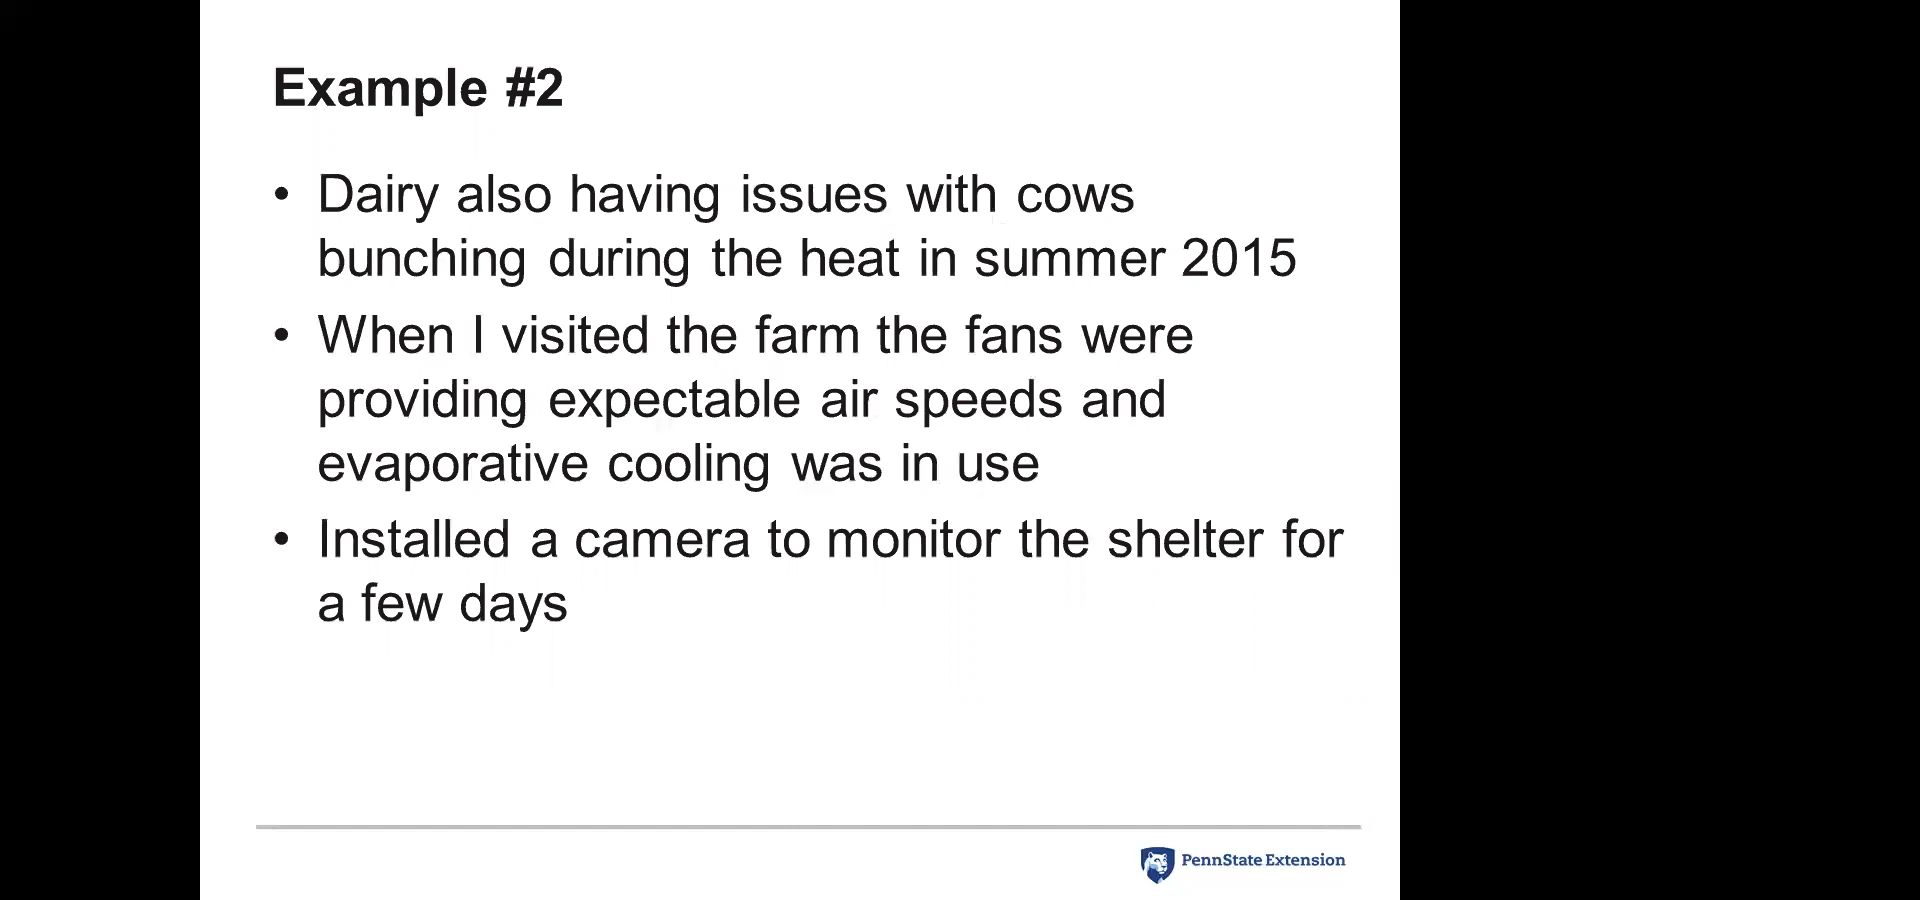 Example #2
• Dairy also having issues with cows
bunching during the heat in summer 2015
• When I visited the farm the fans were
providing expectable air speeds and
evaporative cooling was in use
• Installed a camera to monitor the shelter for
a few days
PennState Extension